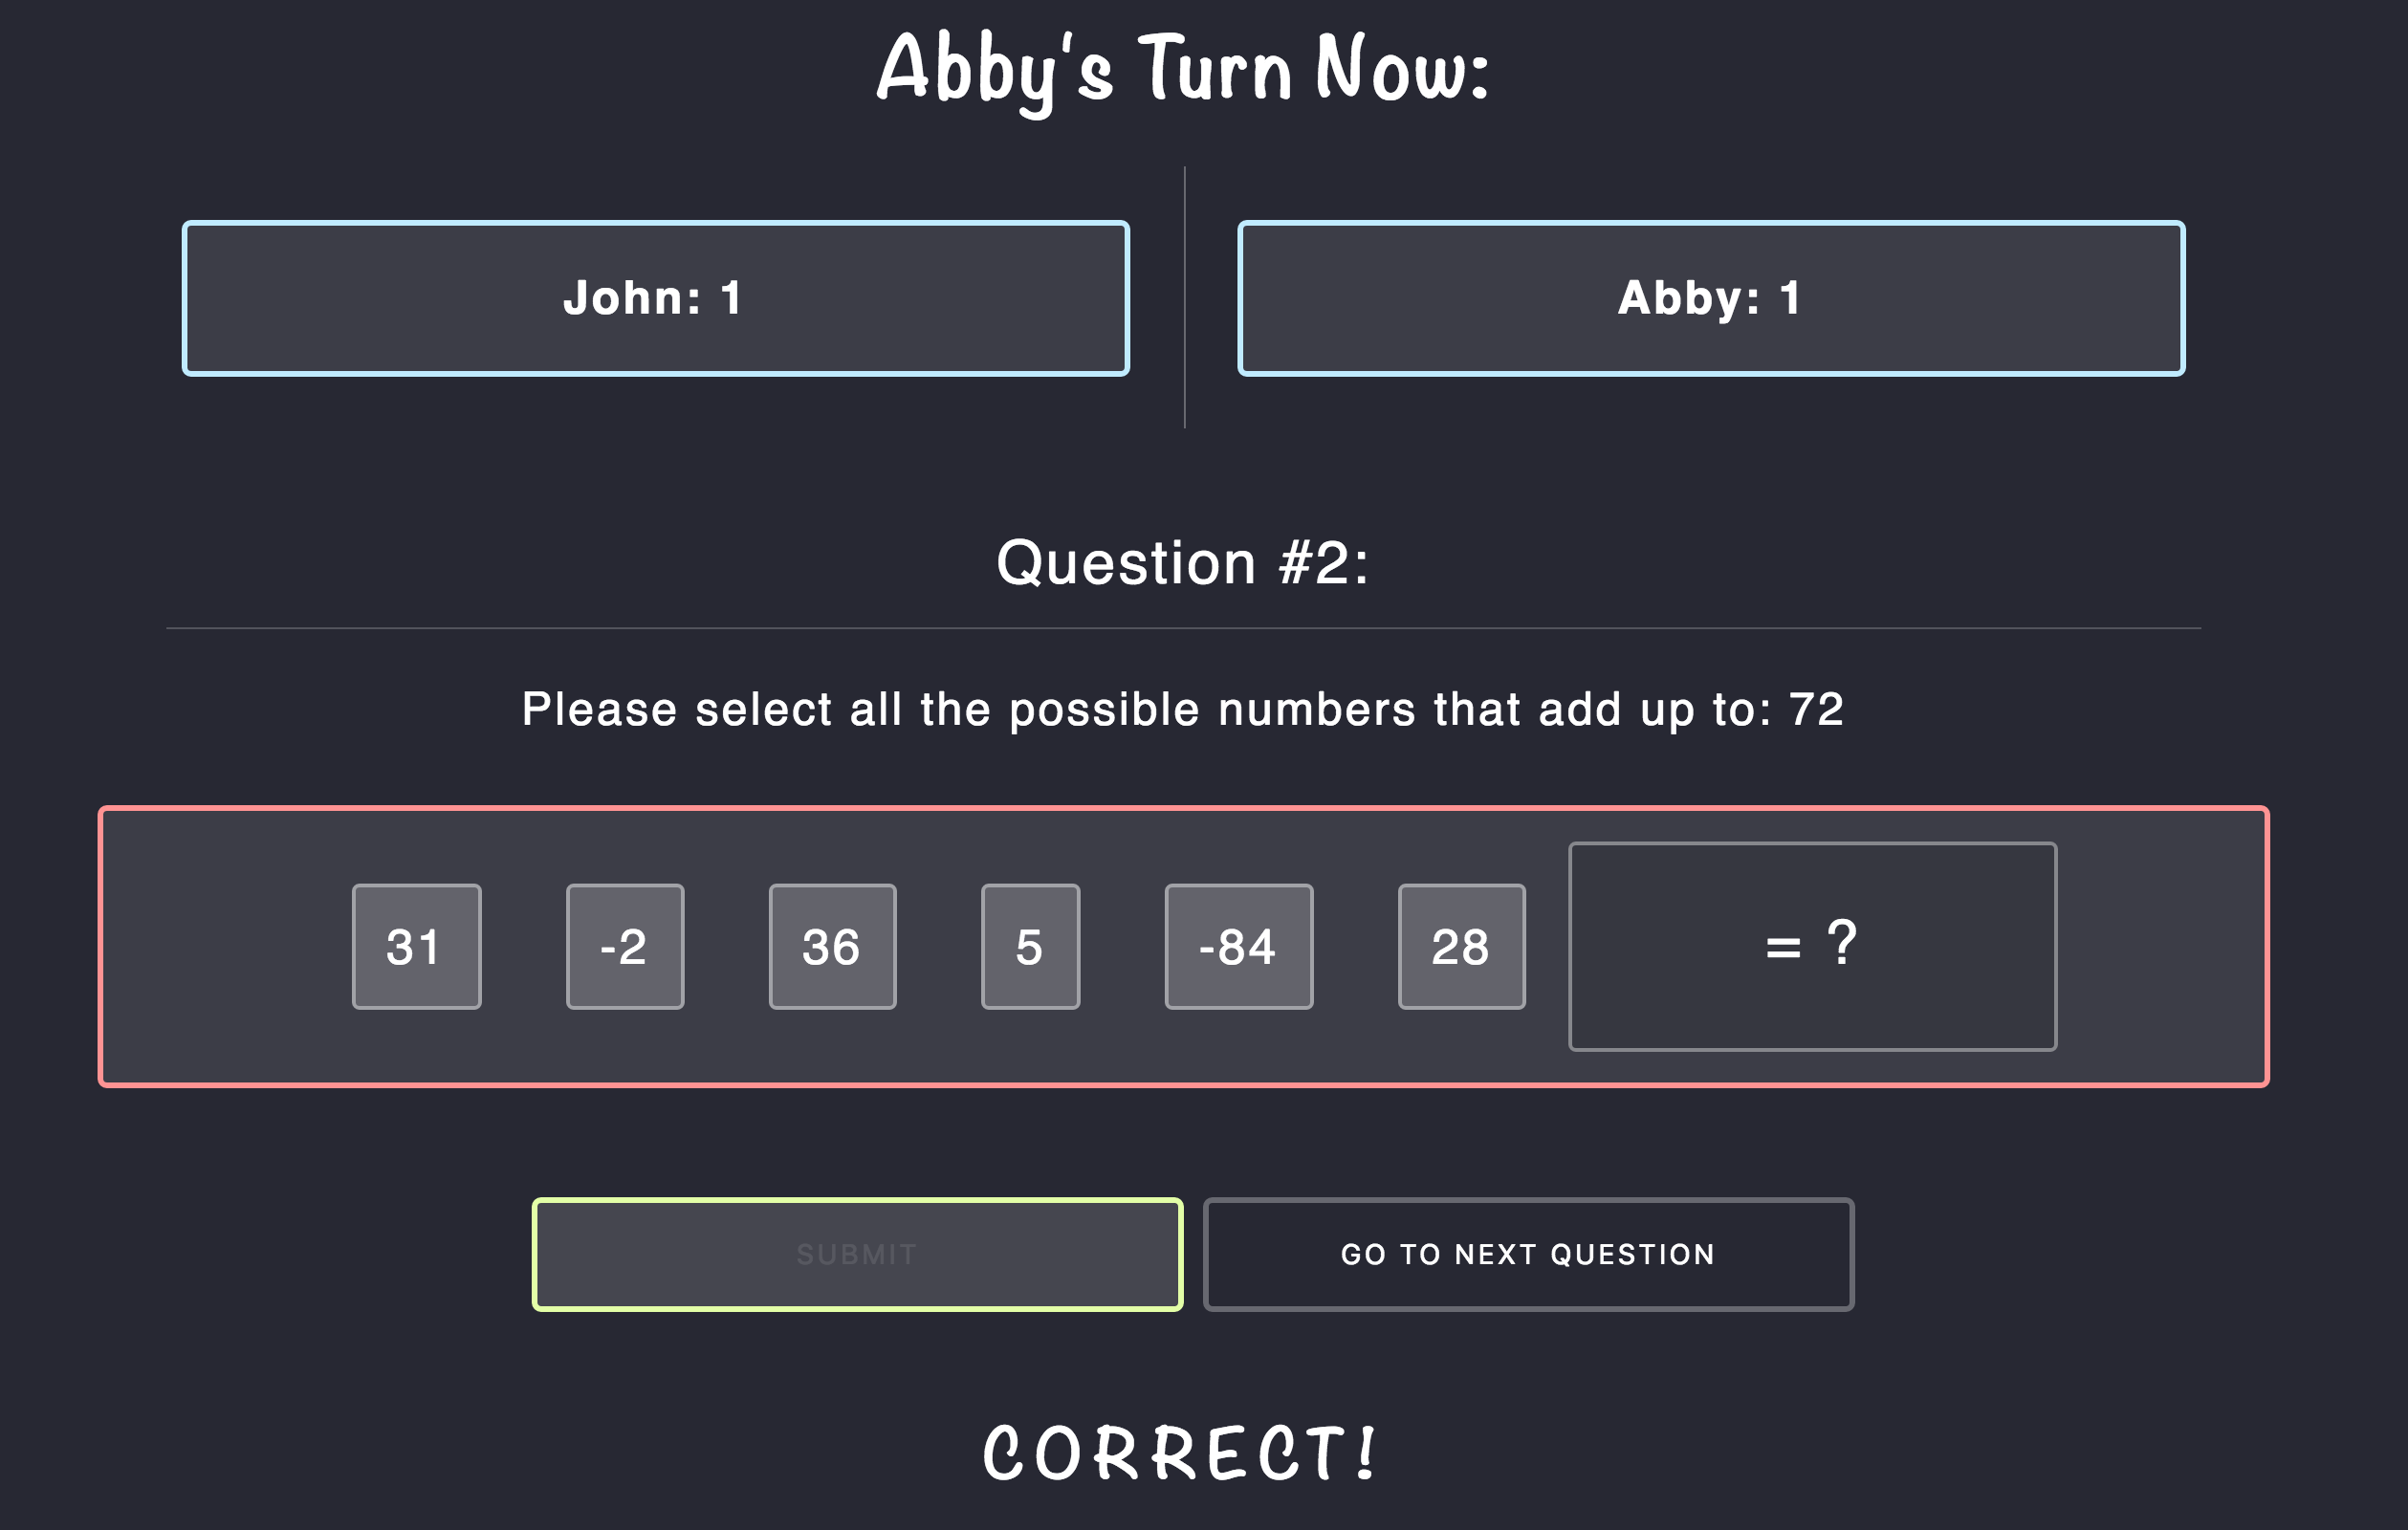 Abby's Turn Now:
John: 1
Abby: 1
Question #2:
Please select all the possible numbers that add up to: 72
31 -2 36 5 -84 28 = ?
SUBMIT
GO TO NEXT QUESTION
CORRECT!